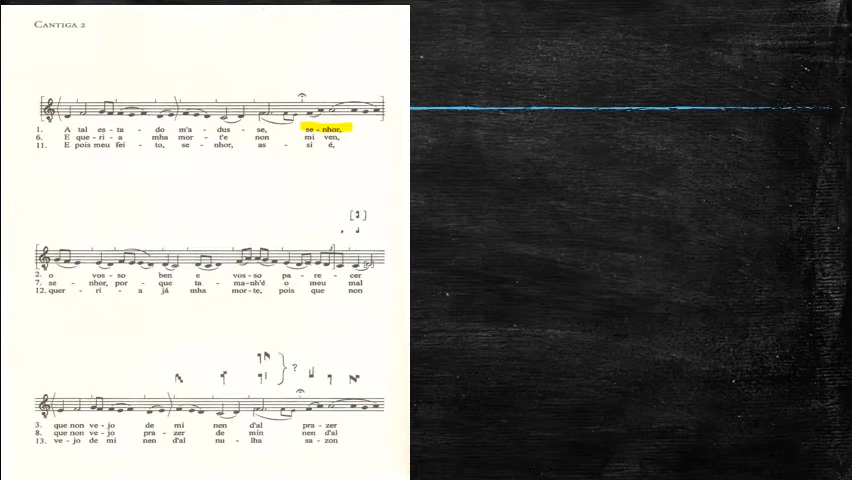 CANTIGA 2
1. A tal es - ta - do m'a - dus - se, se - nhor,
6. E que - ri - a mha mor - t'e non mi ven,
11. E pois meu fei - to, se - nhor, as - si é,
2. o vos - so ben e vos - so pa - re - cer
7. se - nhor, por - que ta - ma-nh'é o meu mal
12. quer - ri - a já mha mor - te, pois que non
3. que non ve - jo de mi nen d'al pra - zer
8. que non ve - jo pra - zer de min nen d'al
13. ve - jo de mi nen d'al nu - lha sa - zon